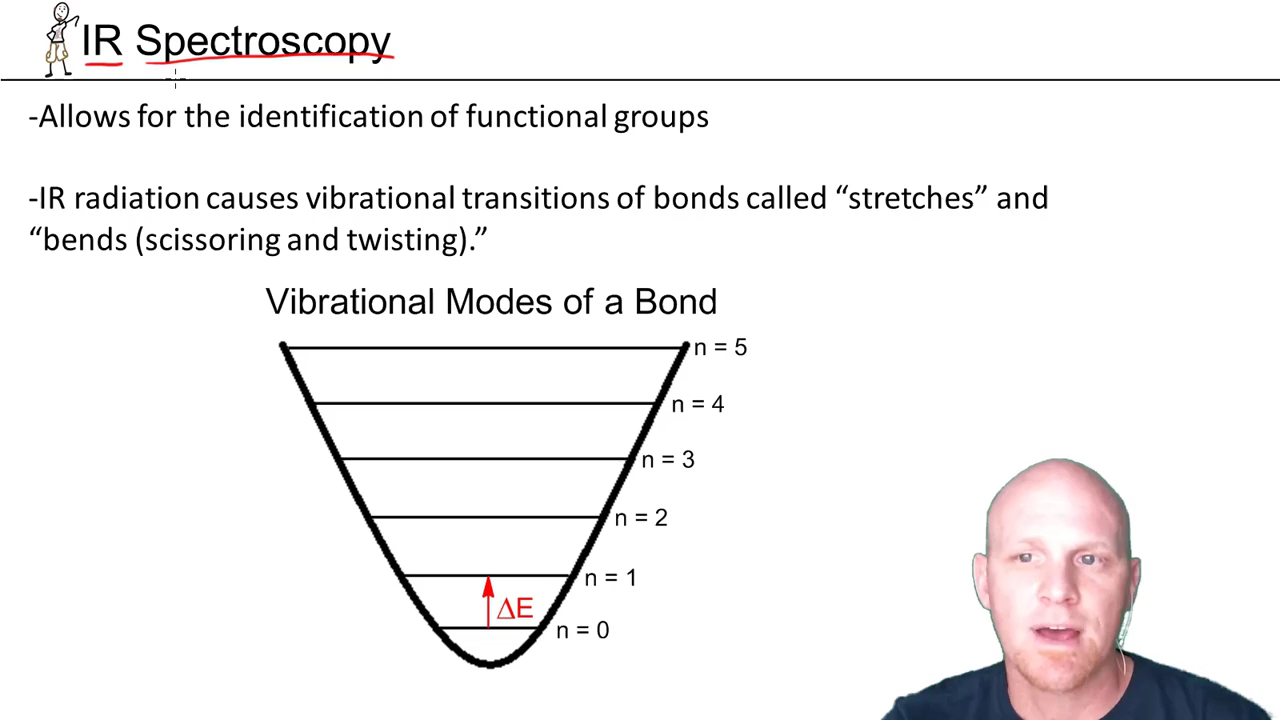 IR Spectroscopy
-Allows for the identification of functional groups
-IR radiation causes vibrational transitions of bonds called “stretches” and
“bends (scissoring and twisting).”
Vibrational Modes of a Bond
n = 5
n = 4
n = 3
n = 2
n = 1
ΔE
n = 0